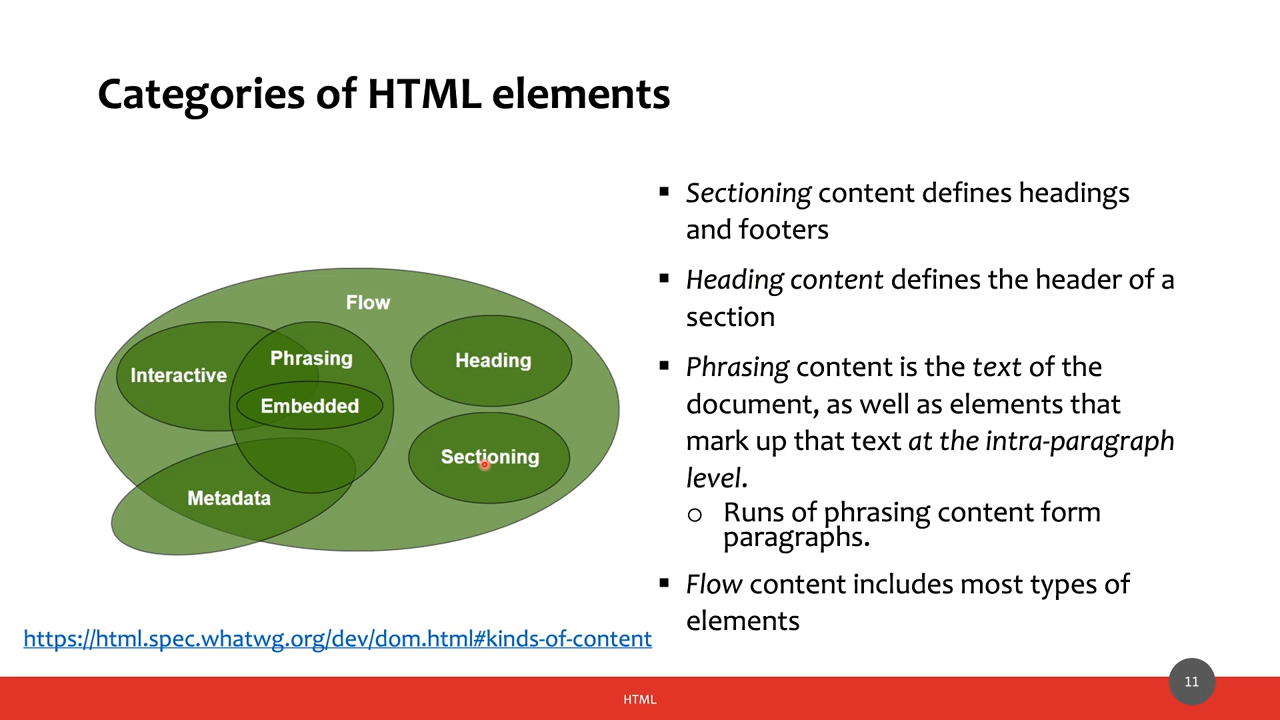 Categories of HTML elements
Flow
Interactive
Phrasing
Embedded
Heading
Sectioning
Metadata
https://html.spec.whatwg.org/dev/dom.html#kinds-of-content
▪ Sectioning content defines headings
and footers
▪ Heading content defines the header of a
section
▪ Phrasing content is the text of the
document, as well as elements that
mark up that text at the intra-paragraph
level.
o Runs of phrasing content form
paragraphs.
▪ Flow content includes most types of
elements
HTML
11